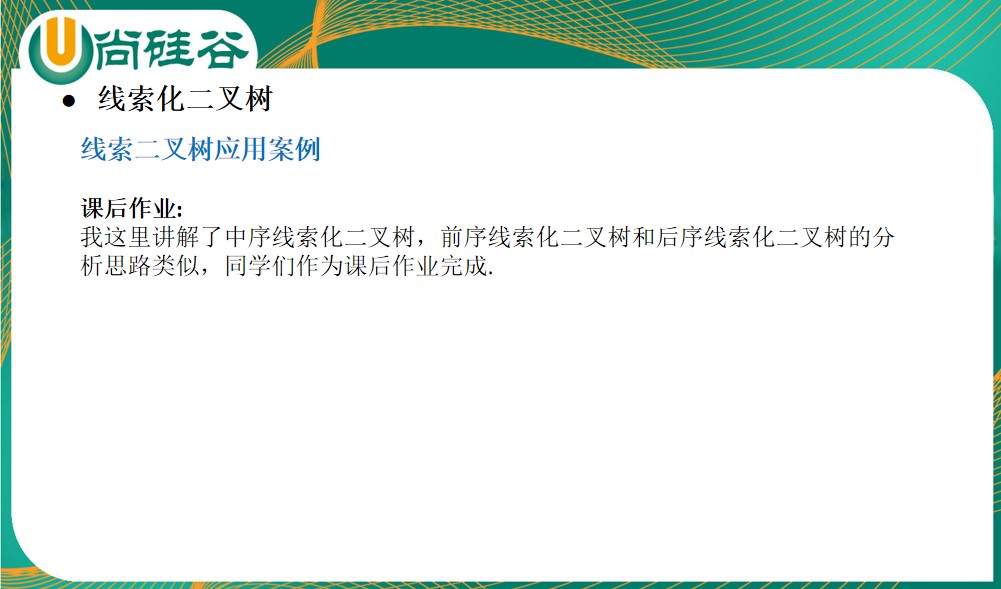 尚硅谷
● 线索化二叉树
线索二叉树应用案例
课后作业:
我这里讲解了中序线索化二叉树，前序线索化二叉树和后序线索化二叉树的分
析思路类似，同学们作为课后作业完成.